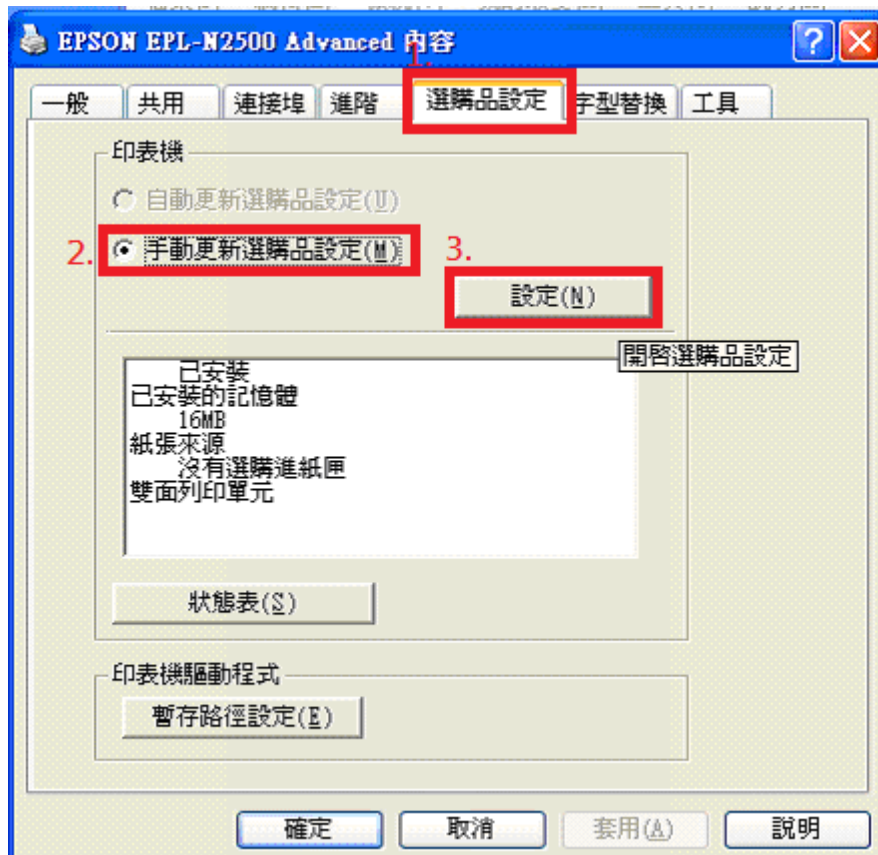 EPSON EPL-N2500 Advanced 內容
1.
一般 共用 連接埠 進階 選購品設定 字型替換 工具
印表機
自動更新選購品設定(U)
2. 手動更新選購品設定(M) 3.
設定(N)
開啓選購品設定
已安裝
已安裝的記憶體
16MB
紙張來源
沒有選購進紙匣
雙面列印單元
狀態表(S)
印表機驅動程式
暫存路徑設定(E)
確定 取消 套用(A) 說明